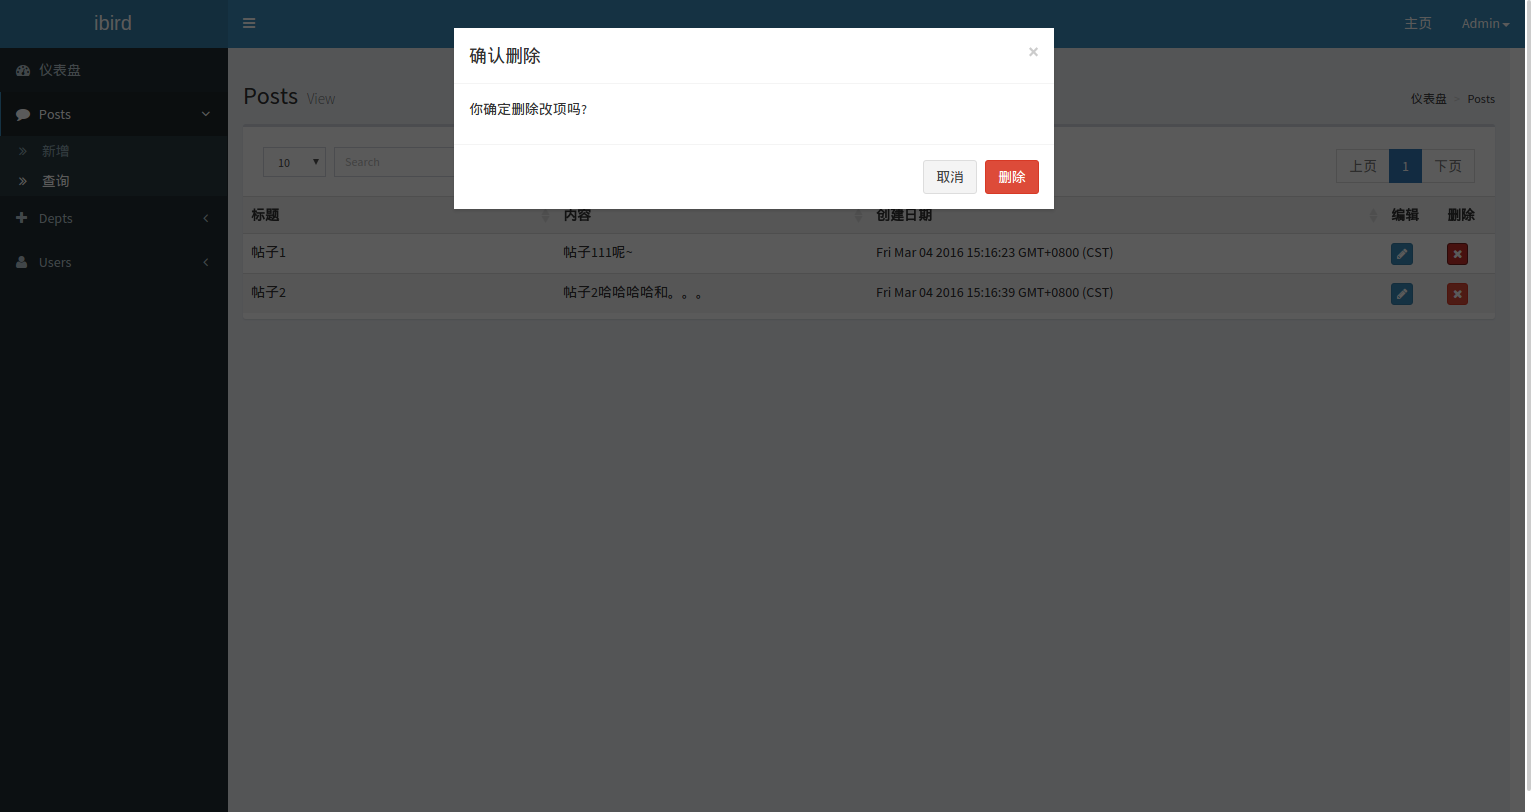 ibird
主页 Admin
仪表盘
Posts
新增
查询
Depts
Users
确认删除 ×
你确定删除改项吗?
取消 删除
Posts View
仪表盘 > Posts
10 Search
上页 1 下页
标题 内容 创建日期 编辑 删除
帖子1 帖子111呢~ Fri Mar 04 2016 15:16:23 GMT+0800 (CST)
帖子2 帖子2哈哈哈哈和。。。 Fri Mar 04 2016 15:16:39 GMT+0800 (CST)